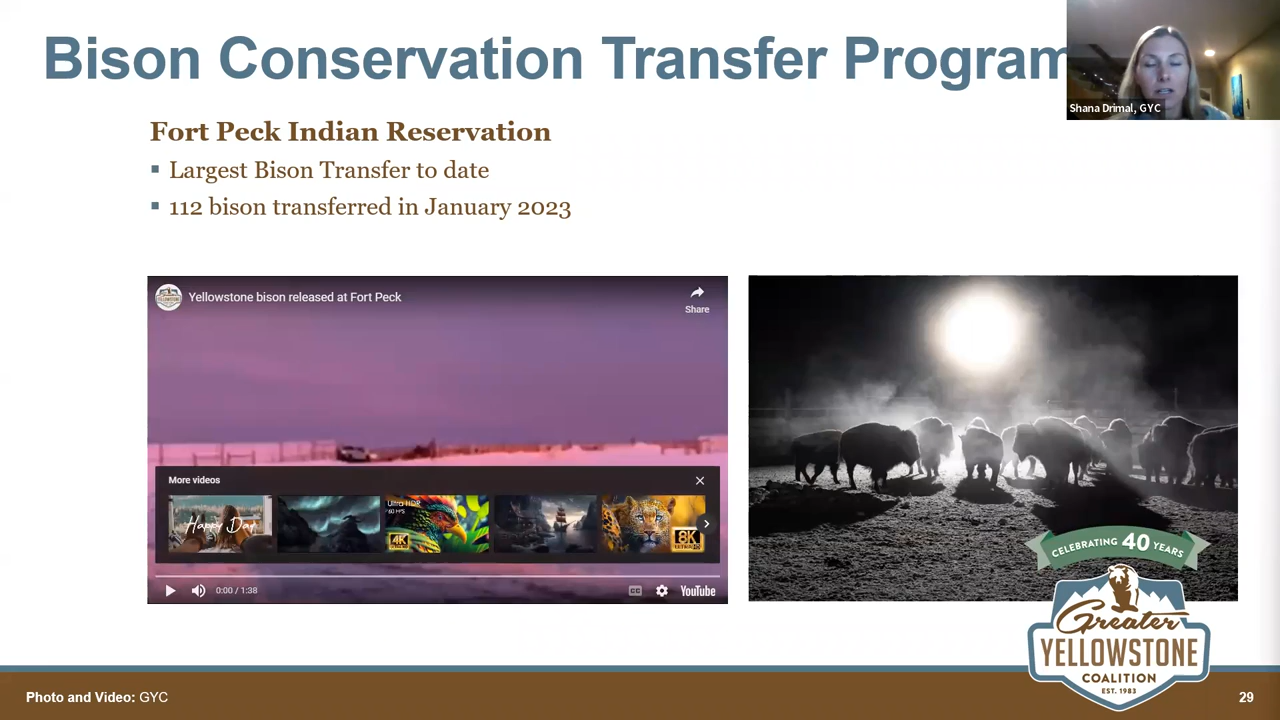 Bison Conservation Transfer Program
Shana Drimal, GYC
Fort Peck Indian Reservation
Largest Bison Transfer to date
112 bison transferred in January 2023
Yellowstone bison released at Fort Peck
Share
More videos
Happy Day
Ultra HDR
60 FPS
4K
8K
0:00 / 1:38
CC
YouTube
CELEBRATING 40 YEARS
Greater
YELLOWSTONE
COALITION
EST. 1983
Photo and Video: GYC
29